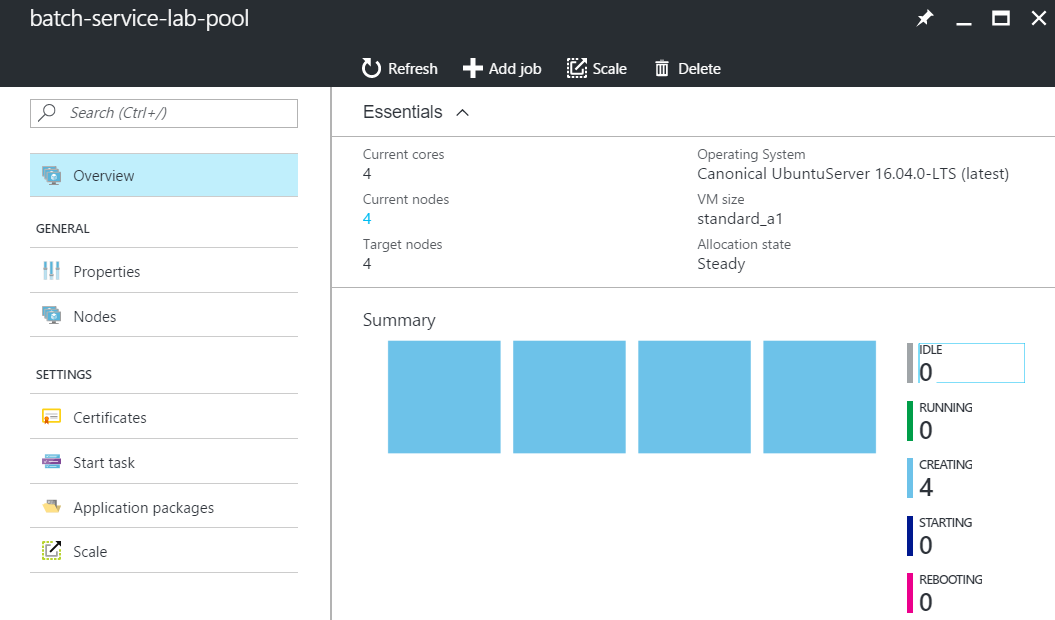 batch-service-lab-pool
Refresh
Add job
Scale
Delete
Search (Ctrl+/)
Overview
GENERAL
Properties
Nodes
SETTINGS
Certificates
Start task
Application packages
Scale
Essentials
Current cores
4
Current nodes
4
Target nodes
4
Operating System
Canonical UbuntuServer 16.04.0-LTS (latest)
VM size
standard_a1
Allocation state
Steady
Summary
IDLE
0
RUNNING
0
CREATING
4
STARTING
0
REBOOTING
0